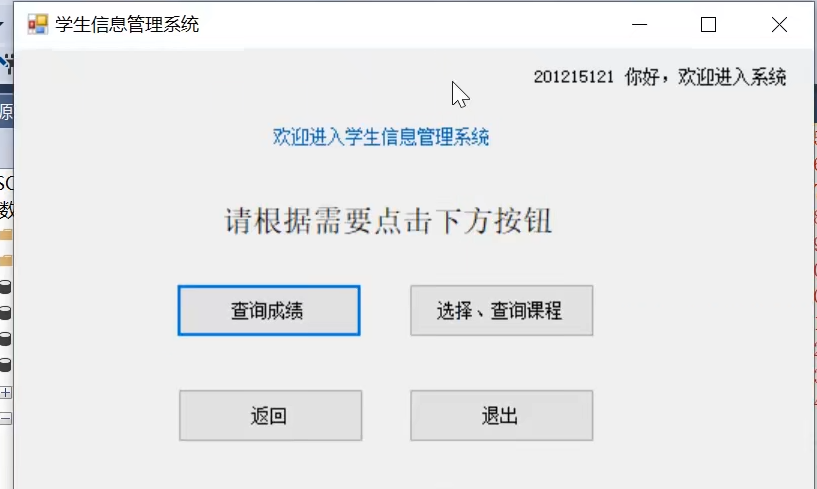 学生信息管理系统
201215121 你好，欢迎进入系统
欢迎进入学生信息管理系统
请根据需要点击下方按钮
查询成绩
选择、查询课程
返回
退出
原
数